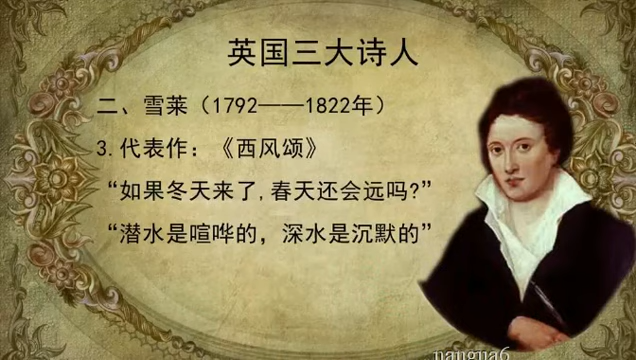 英国三大诗人
二、雪莱（1792——1822年）
3.代表作：《西风颂》
“如果冬天来了,春天还会远吗?”
“潜水是喧哗的，深水是沉默的”